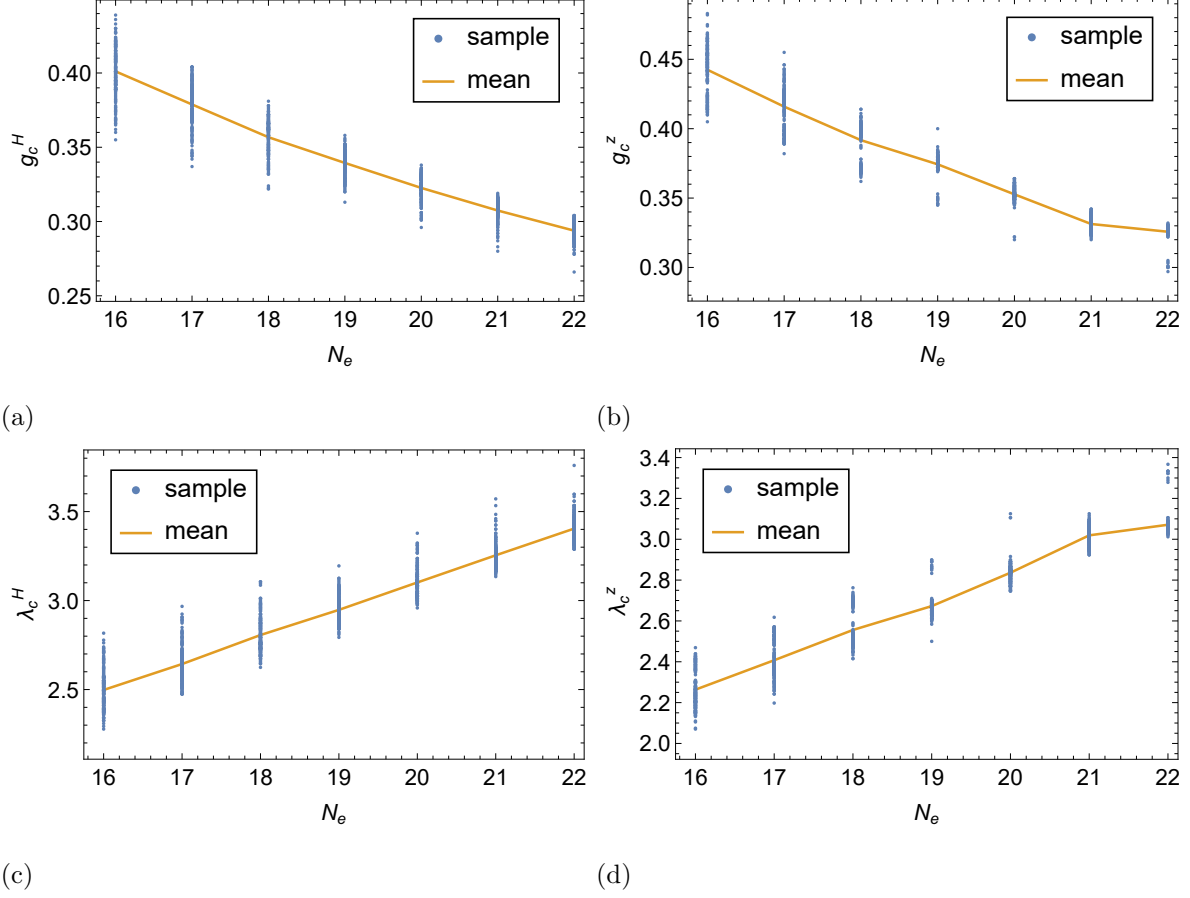 sample
mean
0.40
0.35
0.30
0.25
g_c^H
16 17 18 19 20 21 22
N_e
(a)
sample
mean
0.45
0.40
0.35
0.30
g_c^z
16 17 18 19 20 21 22
N_e
(b)
sample
mean
3.5
3.0
2.5
λ_c^H
16 17 18 19 20 21 22
N_e
(c)
sample
mean
3.4
3.2
3.0
2.8
2.6
2.4
2.2
2.0
λ_c^z
16 17 18 19 20 21 22
N_e
(d)